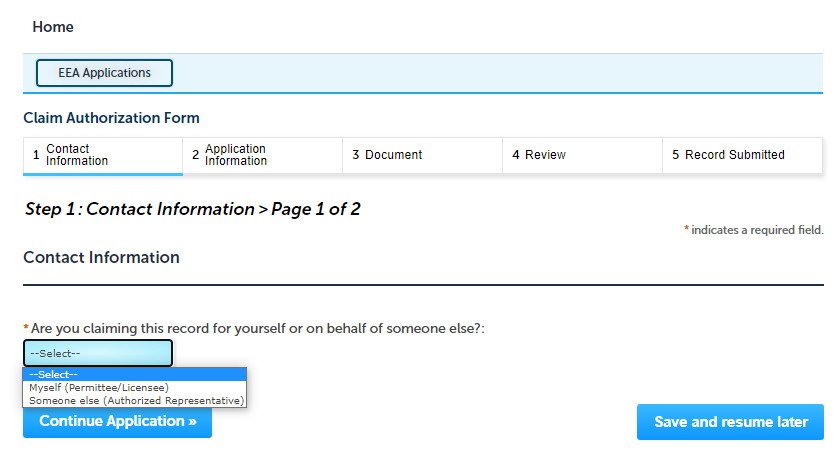 Home
EEA Applications
Claim Authorization Form
1 Contact Information
2 Application Information
3 Document
4 Review
5 Record Submitted
Step 1: Contact Information > Page 1 of 2
* indicates a required field.
Contact Information
* Are you claiming this record for yourself or on behalf of someone else?:
--Select--
--Select--
Myself (Permittee/Licensee)
Someone else (Authorized Representative)
Continue Application »
Save and resume later